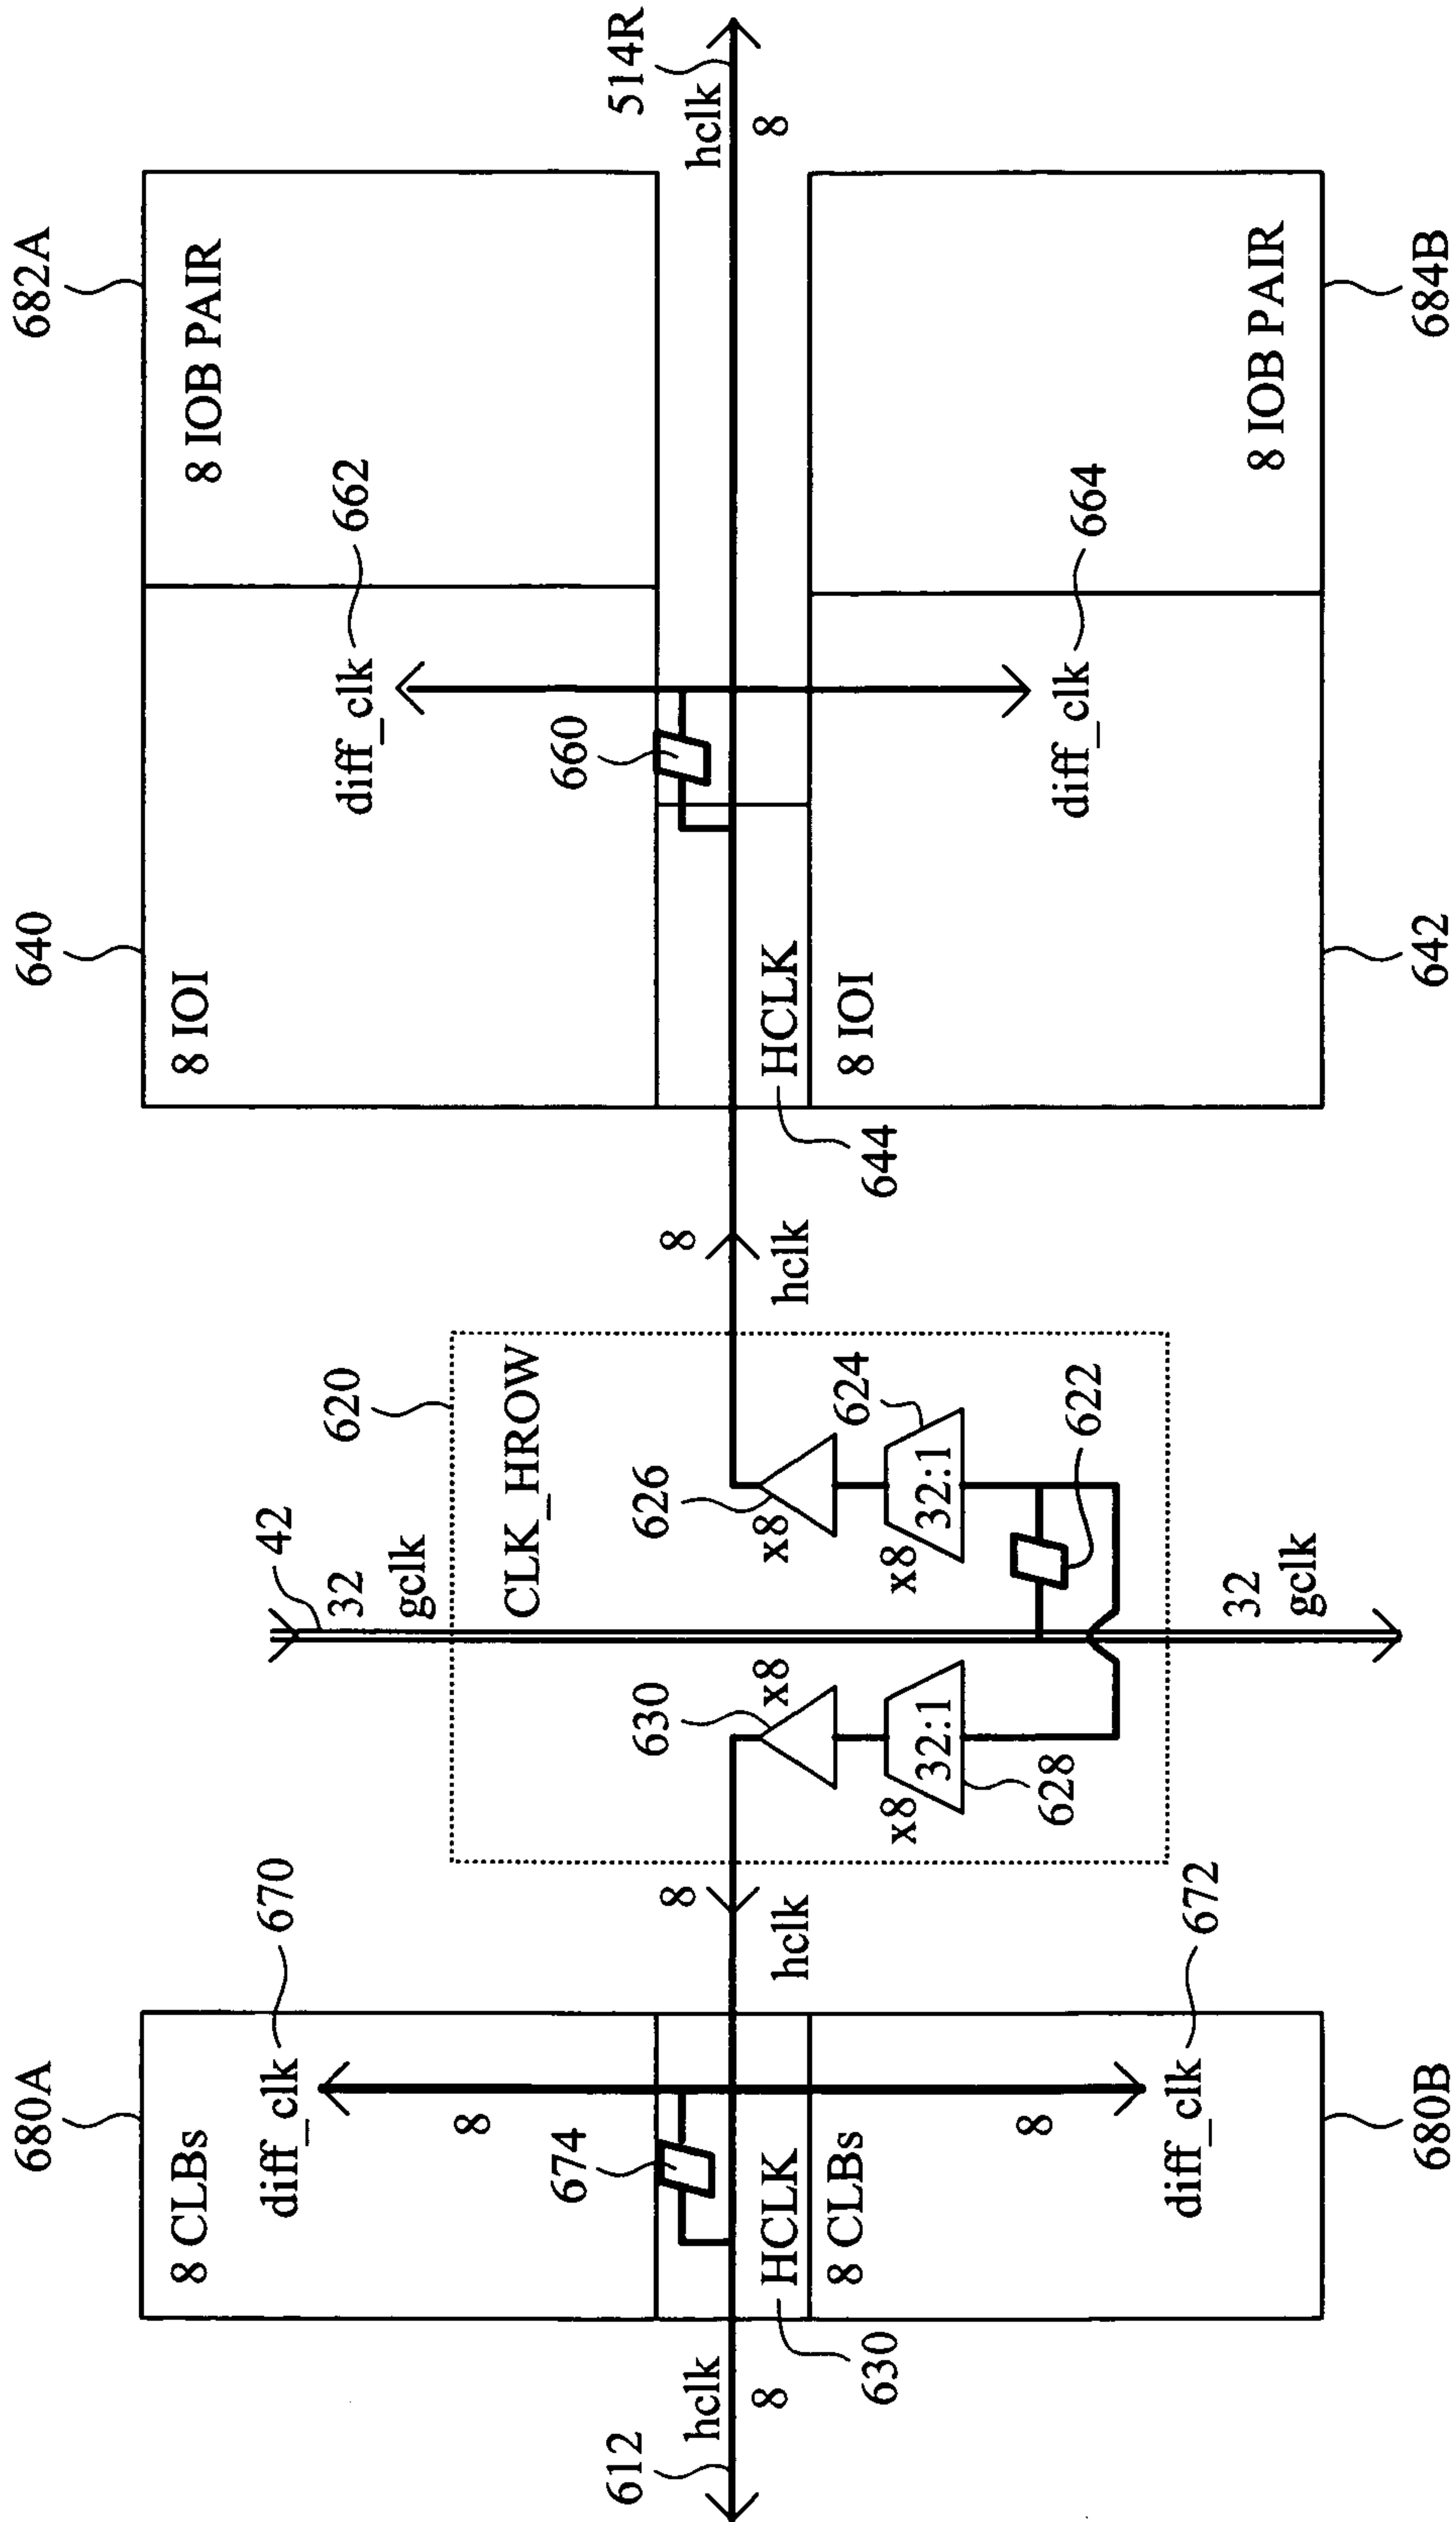 680A
8 CLBs
diff_clk
670
8
674
612
hclk
8
HCLK
630
8 CLBs
8
diff_clk
672
680B
42
32
gclk
620
CLK_HROW
8
hclk
630
x8
626
x8
x8
32:1
628
x8
32:1
624
622
32
gclk
8
hclk
640
8 IOI
diff_clk
662
682A
8 IOB PAIR
660
HCLK
644
514R
hclk
8
8 IOI
diff_clk
664
642
8 IOB PAIR
684B